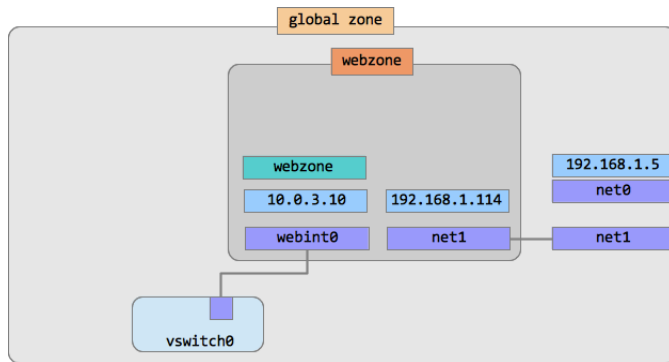 global zone
webzone
webzone
10.0.3.10
192.168.1.114
webint0
net1
192.168.1.5
net0
net1
vswitch0